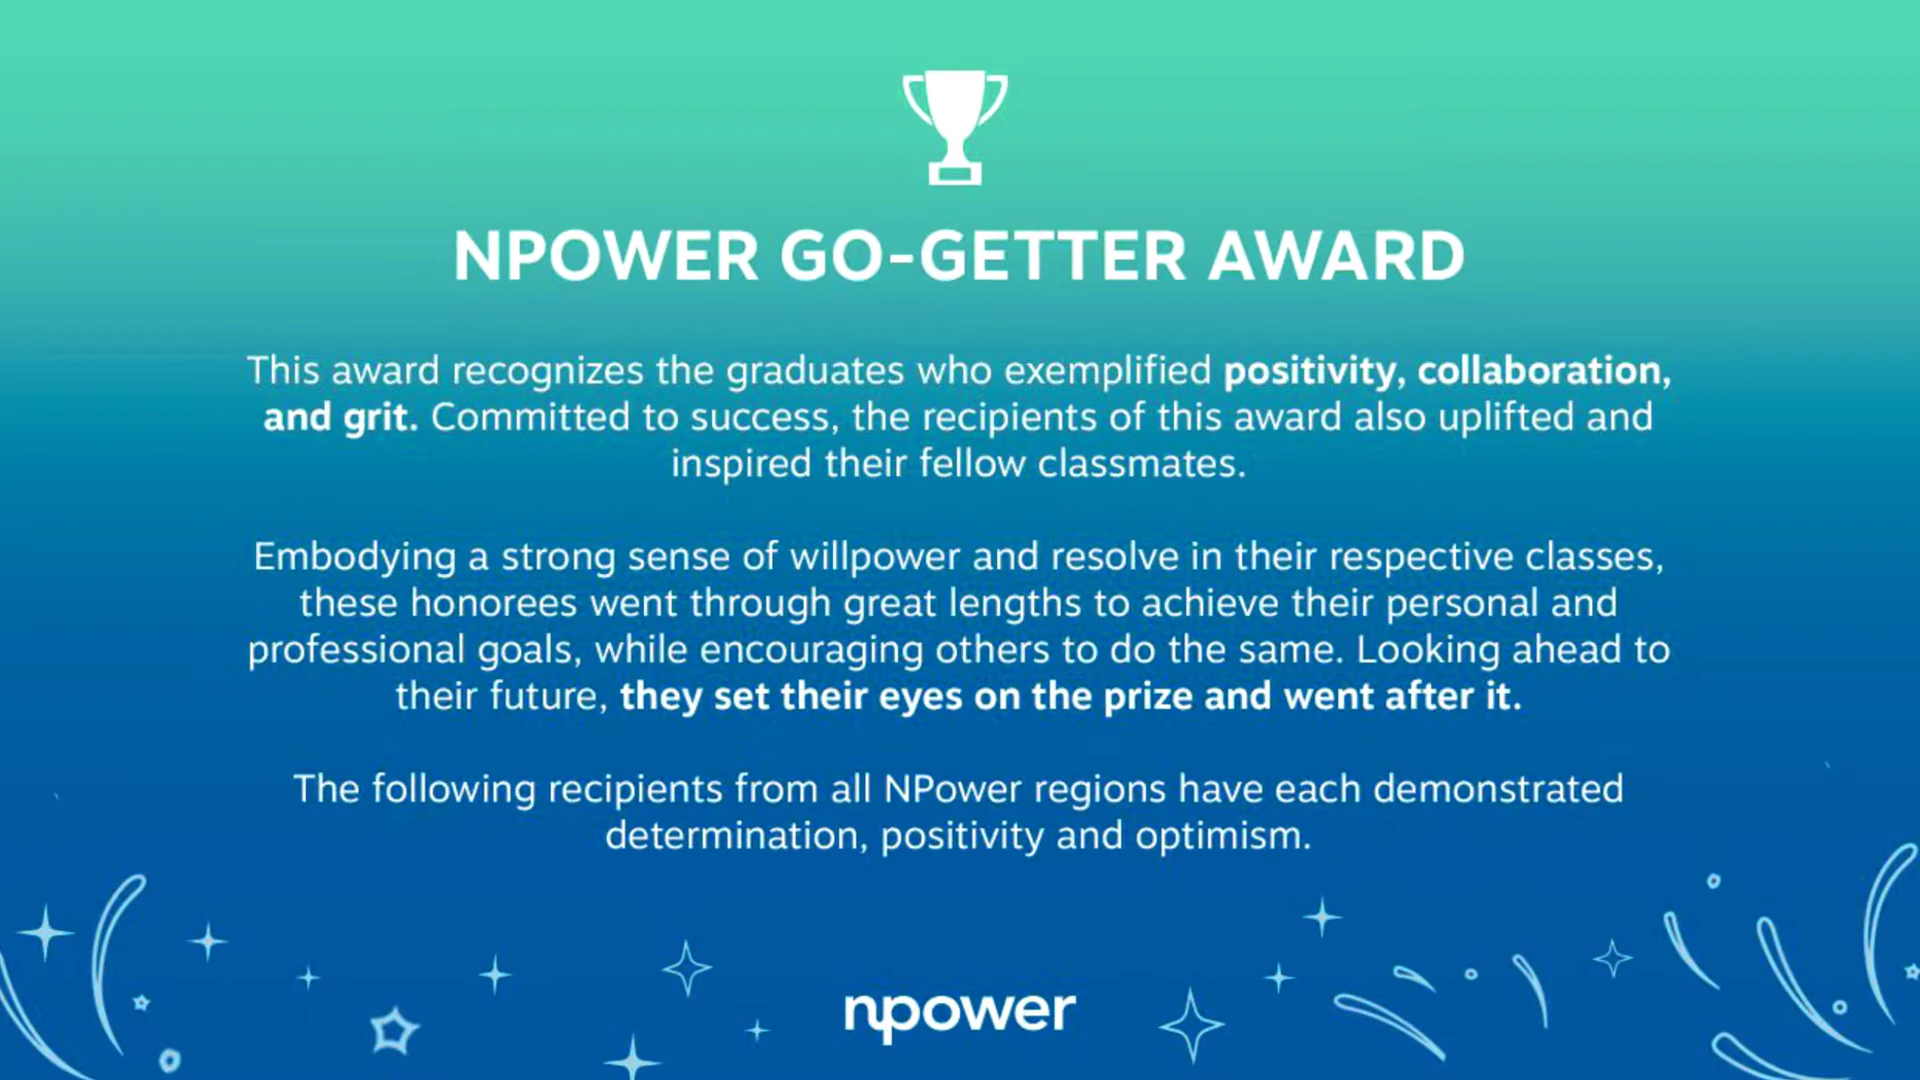 NPOWER GO-GETTER AWARD
This award recognizes the graduates who exemplified positivity, collaboration,
and grit. Committed to success, the recipients of this award also uplifted and
inspired their fellow classmates.
Embodying a strong sense of willpower and resolve in their respective classes,
these honorees went through great lengths to achieve their personal and
professional goals, while encouraging others to do the same. Looking ahead to
their future, they set their eyes on the prize and went after it.
The following recipients from all NPower regions have each demonstrated
determination, positivity and optimism.
npower